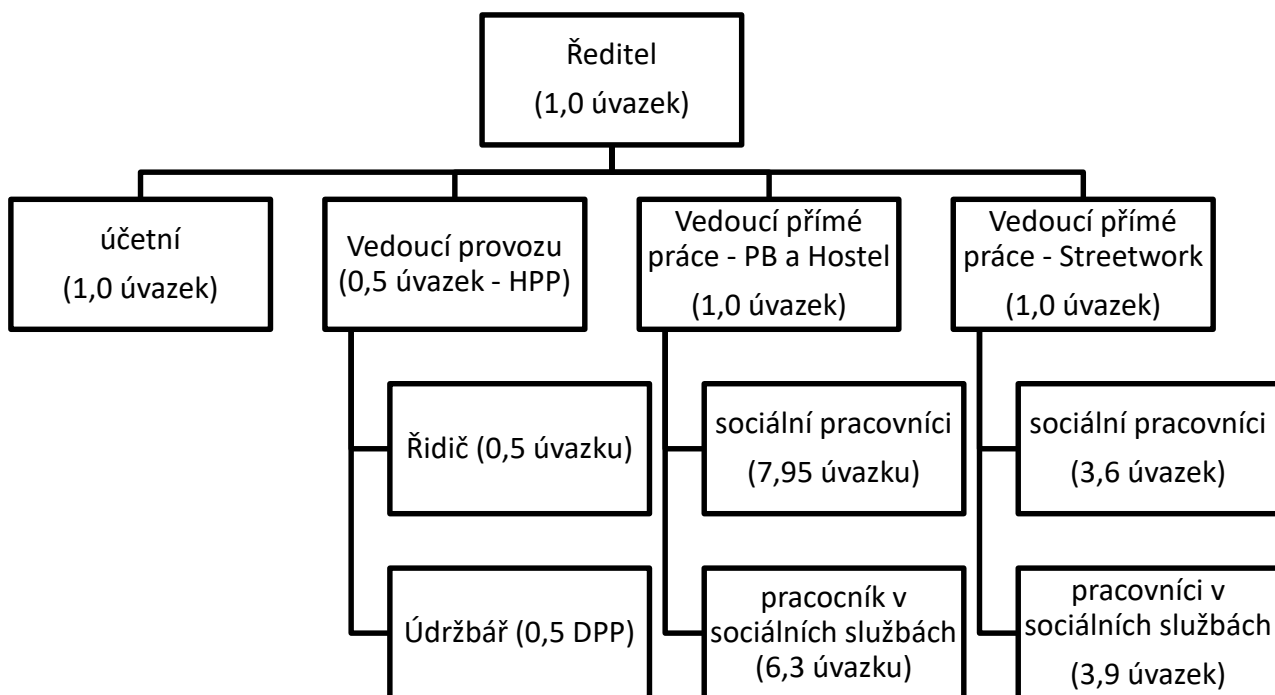 Ředitel
(1,0 úvazek)
účetní
(1,0 úvazek)
Vedoucí provozu
(0,5 úvazek - HPP)
Vedoucí přímé
práce - PB a Hostel
(1,0 úvazek)
Vedoucí přímé
práce - Streetwork
(1,0 úvazek)
Řidič (0,5 úvazku)
sociální pracovníci
(7,95 úvazku)
sociální pracovníci
(3,6 úvazek)
Údržbář (0,5 DPP)
pracocník v
sociálních službách
(6,3 úvazku)
pracovníci v
sociálních službách
(3,9 úvazek)